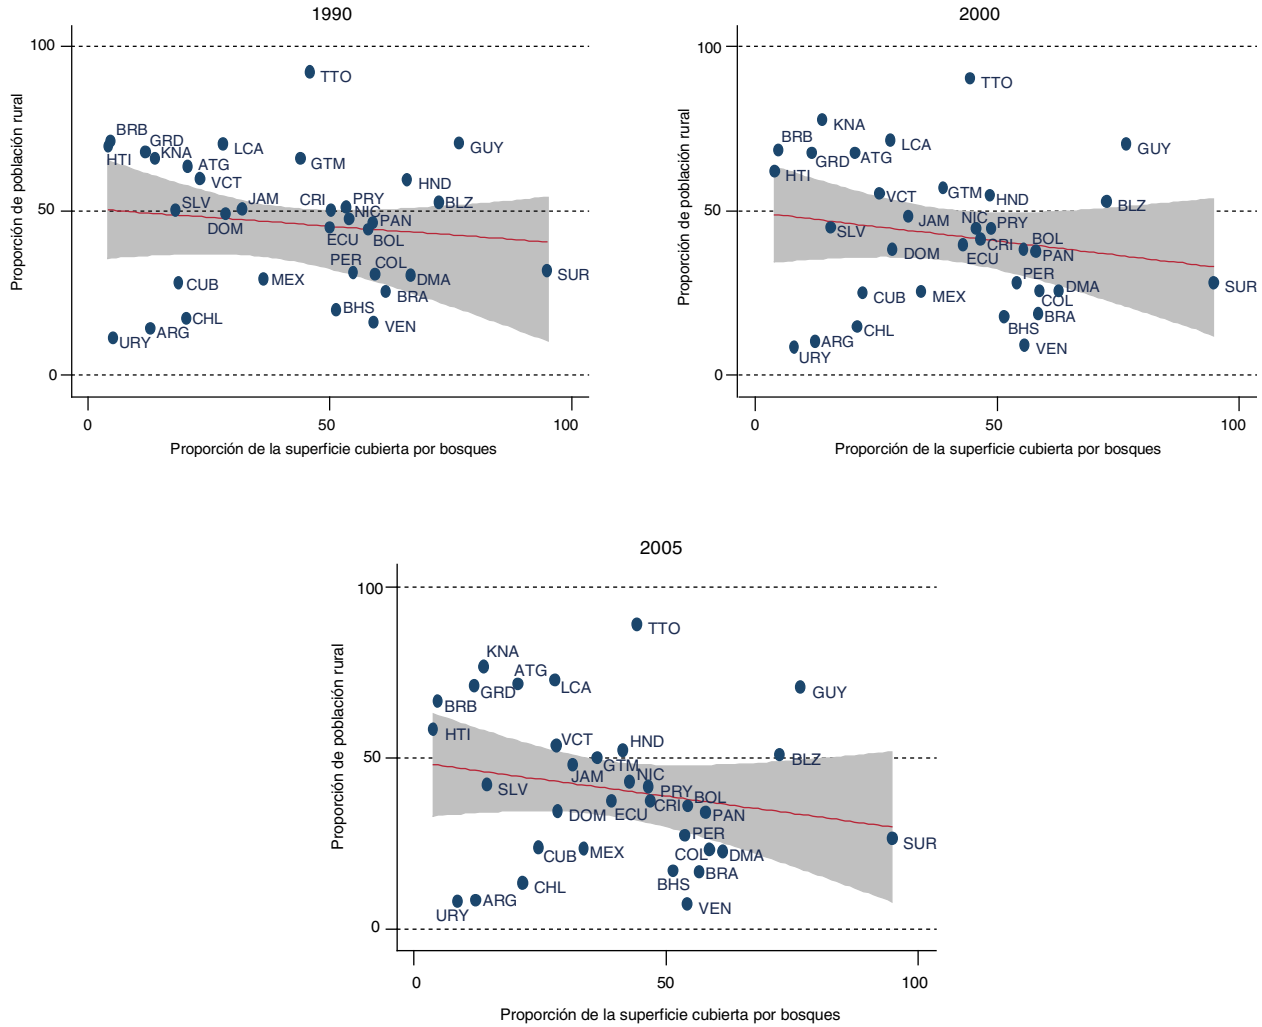 1990
100
50
0
Proporción de población rural
TTO
BRB
GRD
HTI
KNA
ATG
LCA
VCT
GTM
GUY
HND
SLV
JAM
DOM
CRI
PRY
NIC
PAN
BLZ
ECU
BOL
CUB
MEX
PER
COL
DMA
SUR
BRA
BHS
VEN
CHL
ARG
URY
0
50
100
Proporción de la superficie cubierta por bosques
2000
100
50
0
Proporción de población rural
TTO
KNA
BRB
GRD
ATG
LCA
GUY
HTI
VCT
GTM
HND
BLZ
SLV
JAM
NIC
PRY
DOM
ECU
CRI
BOL
PAN
PER
CUB
MEX
COL
DMA
SUR
BRA
BHS
CHL
VEN
ARG
URY
0
50
100
Proporción de la superficie cubierta por bosques
2005
100
50
0
Proporción de población rural
TTO
KNA
ATG
GRD
LCA
GUY
BRB
HTI
VCT
HND
BLZ
GTM
JAM
NIC
SLV
PRY
BOL
DOM
ECU
CRI
PAN
PER
CUB
MEX
COL
DMA
SUR
BRA
BHS
CHL
ARG
URY
VEN
0
50
100
Proporción de la superficie cubierta por bosques